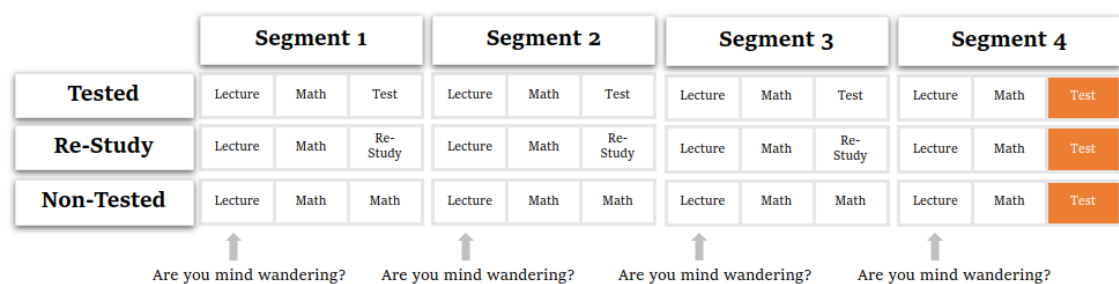 Segment 1 Segment 2 Segment 3 Segment 4
Tested Lecture Math Test Lecture Math Test Lecture Math Test Lecture Math Test
Re-Study Lecture Math Re-Study Lecture Math Re-Study Lecture Math Re-Study Lecture Math Test
Non-Tested Lecture Math Math Lecture Math Math Lecture Math Math Lecture Math Test
Are you mind wandering? Are you mind wandering? Are you mind wandering? Are you mind wandering?